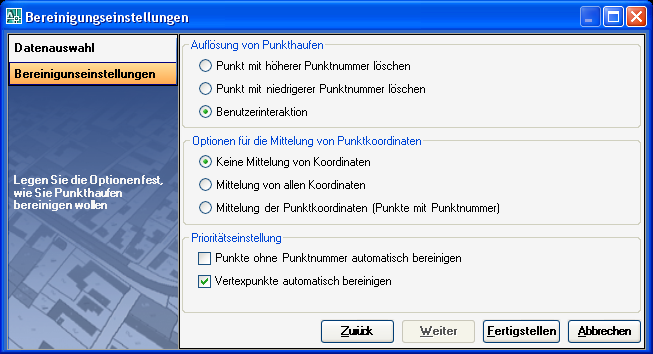 Bereinigungseinstellungen
Datenauswahl
Bereinigunseinstellungen
Legen Sie die Optionen fest,
wie Sie Punkthaufen
bereinigen wollen
Auflösung von Punkthaufen
Punkt mit höherer Punktnummer löschen
Punkt mit niedrigerer Punktnummer löschen
Benutzerinteraktion
Optionen für die Mittelung von Punktkoordinaten
Keine Mittelung von Koordinaten
Mittelung von allen Koordinaten
Mittelung der Punktkoordinaten (Punkte mit Punktnummer)
Prioritätseinstellung
Punkte ohne Punktnummer automatisch bereinigen
Vertexpunkte automatisch bereinigen
Zurück
Weiter
Fertigstellen
Abbrechen